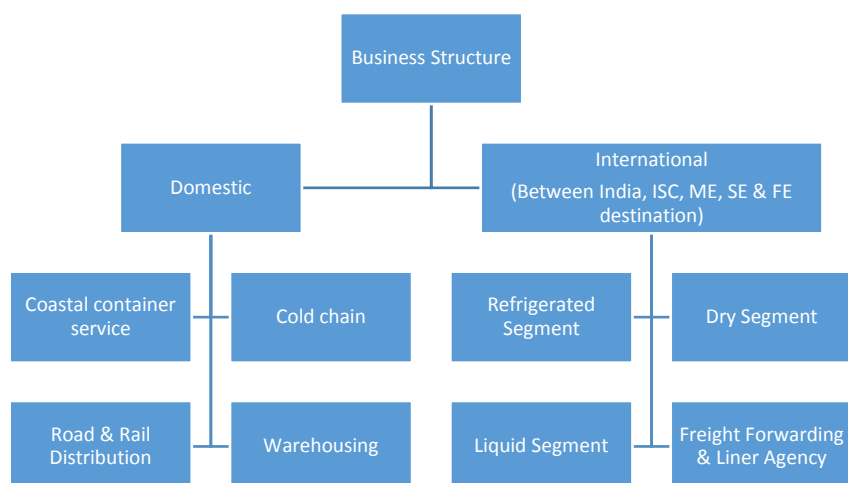 Business Structure
Domestic
International
(Between India, ISC, ME, SE & FE
destination)
Coastal container
service
Cold chain
Refrigerated
Segment
Dry Segment
Road & Rail
Distribution
Warehousing
Liquid Segment
Freight Forwarding
& Liner Agency